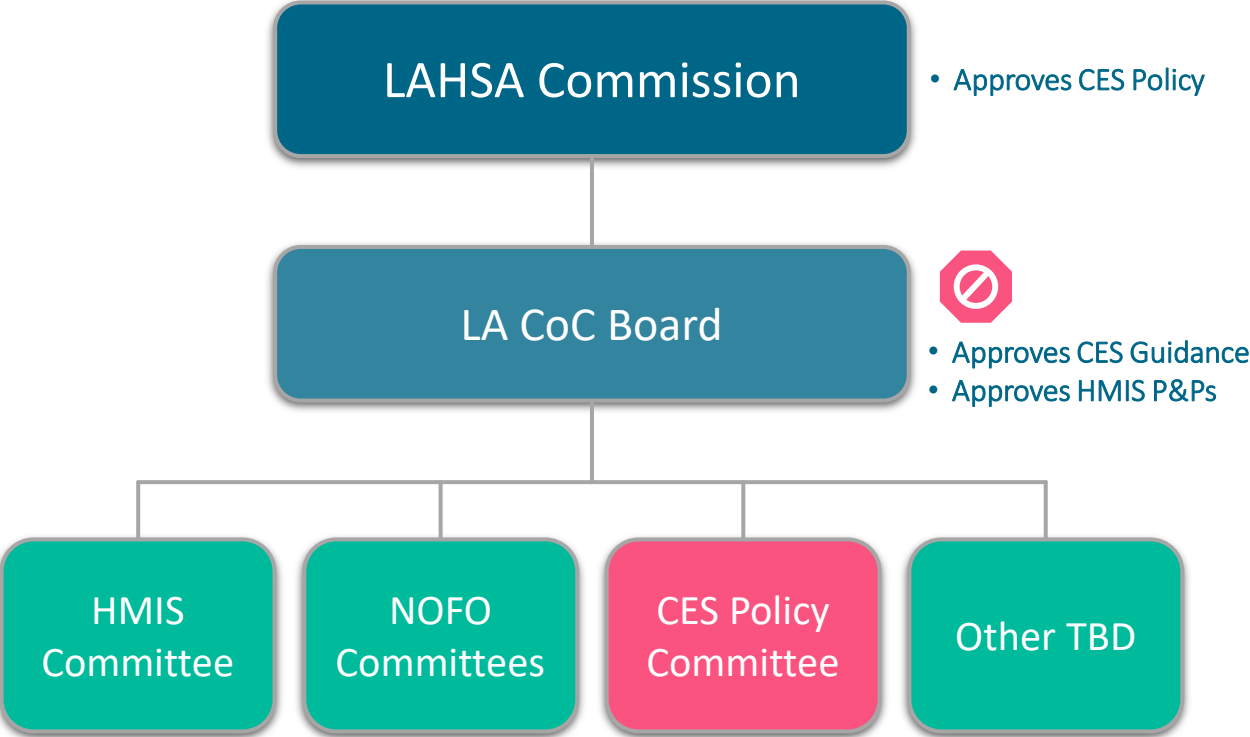 LAHSA Commission
• Approves CES Policy
LA CoC Board
• Approves CES Guidance
• Approves HMIS P&Ps
HMIS
Committee
NOFO
Committees
CES Policy
Committee
Other TBD